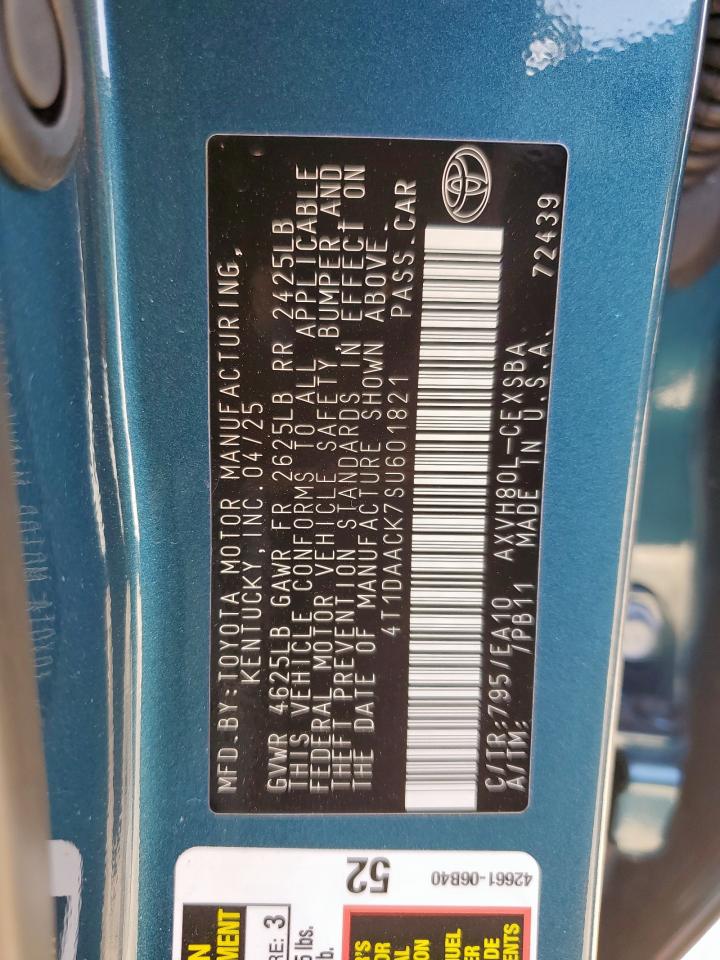 MFD.BY:TOYOTA MOTOR MANUFACTURING,
KENTUCKY,INC. 04/25
GVWR 4625LB GAWR FR 2625LB RR 2425LB
THIS VEHICLE CONFORMS TO ALL APPLICABLE
FEDERAL MOTOR VEHICLE SAFETY, BUMPER, AND
THEFT PREVENTION STANDARDS IN EFFECT ON
THE DATE OF MANUFACTURE SHOWN ABOVE.
4T1DAACK7SU601821 PASS.CAR
C/TR:795/EA10 AXVH80L-CEXSBA
A/TM: /PB11 MADE IN U.S.A. 72439
52
42661-06B40